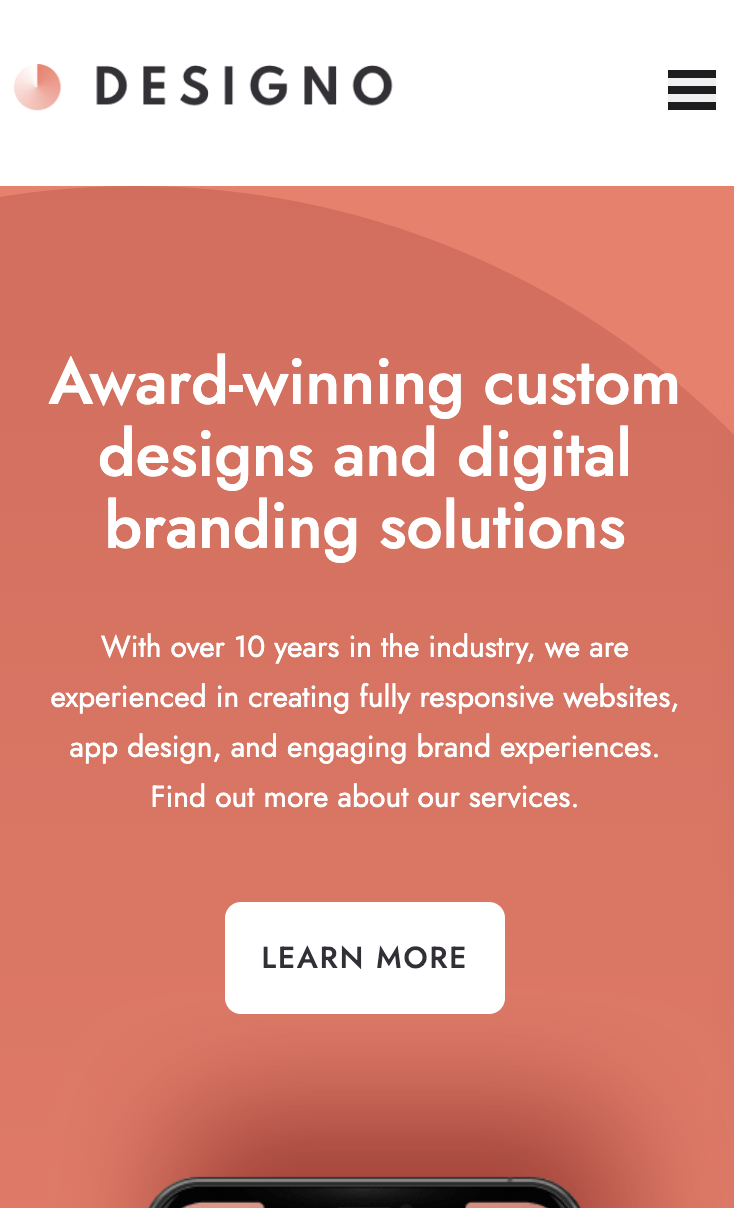 DESIGNO
Award-winning custom
designs and digital
branding solutions
With over 10 years in the industry, we are
experienced in creating fully responsive websites,
app design, and engaging brand experiences.
Find out more about our services.
LEARN MORE